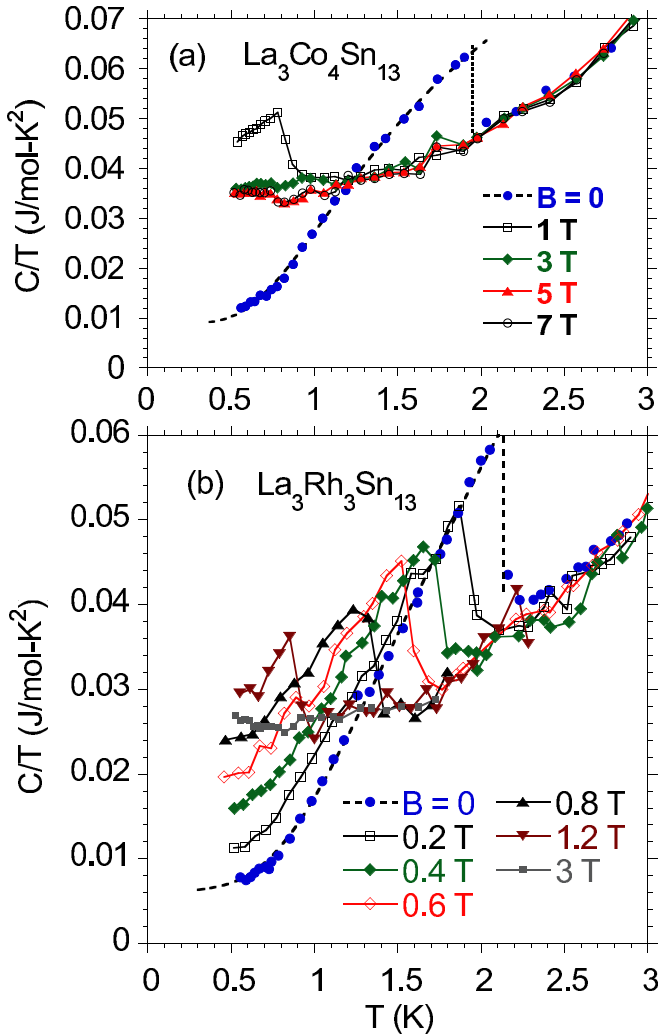 0.07
0.06
0.05
0.04
0.03
0.02
0.01
0
C/T (J/mol-K²)
(a) La₃Co₄Sn₁₃
B = 0
1 T
3 T
5 T
7 T
0 0.5 1 1.5 2 2.5 3
0.06
0.05
0.04
0.03
0.02
0.01
0
C/T (J/mol-K²)
(b) La₃Rh₃Sn₁₃
B = 0
0.2 T
0.4 T
0.6 T
0.8 T
1.2 T
3 T
0 0.5 1 1.5 2 2.5 3
T (K)